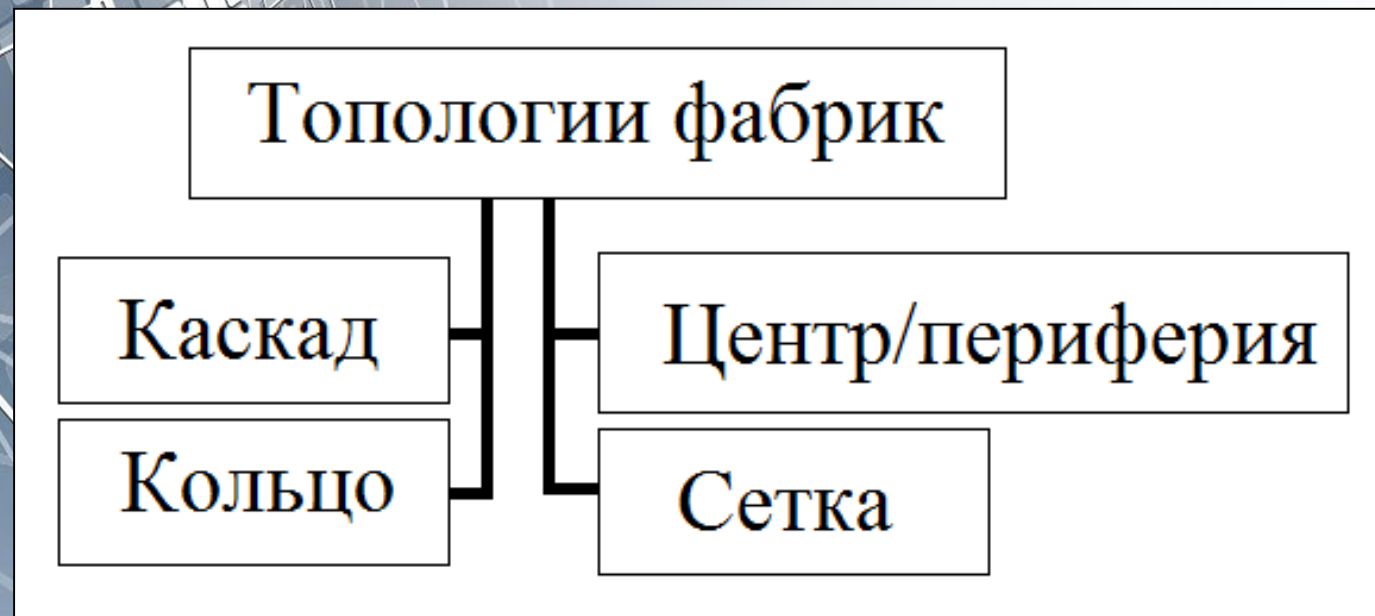 Топологии фабрик
Каскад
Центр/периферия
Кольцо
Сетка